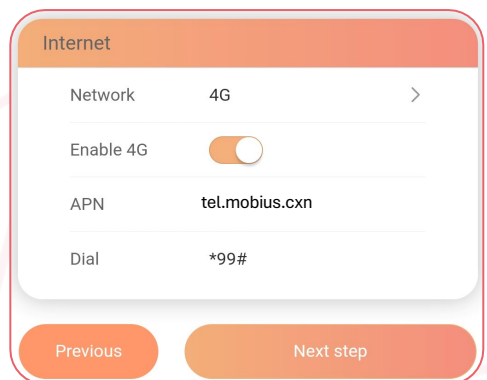 Internet
Network 4G
Enable 4G
APN tel.mobius.cxn
Dial *99#
Previous Next step